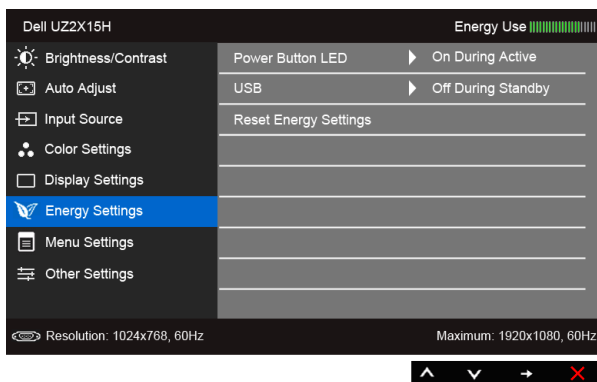 Dell UZ2X15H Energy Use
Brightness/Contrast Power Button LED On During Active
Auto Adjust USB Off During Standby
Input Source Reset Energy Settings
Color Settings
Display Settings
Energy Settings
Menu Settings
Other Settings
Resolution: 1024x768, 60Hz Maximum: 1920x1080, 60Hz